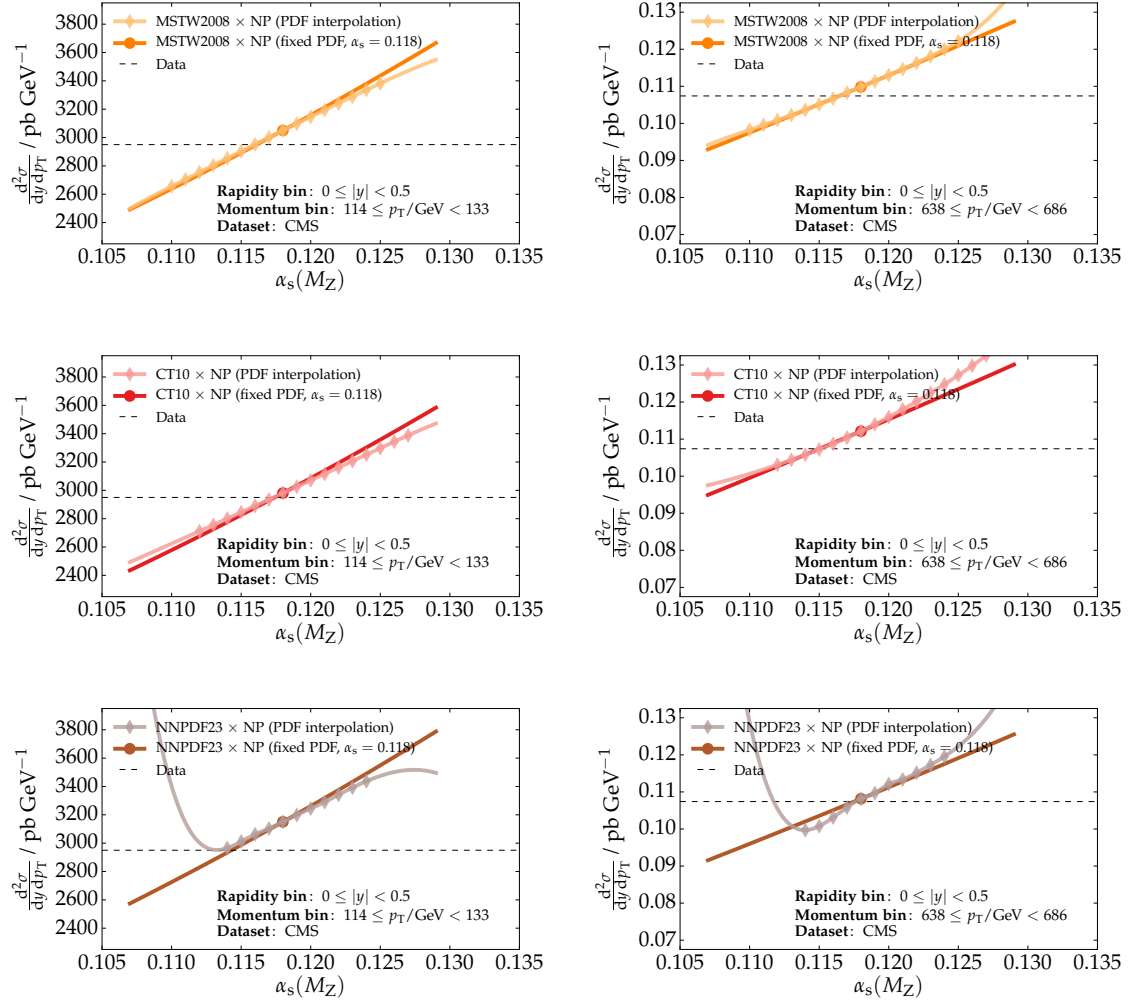 MSTW2008 × NP (PDF interpolation)
MSTW2008 × NP (fixed PDF, αs = 0.118)
Data
3800
3600
3400
3200
3000
2800
2600
2400
d²σ/dy dpT / pb GeV⁻¹
Rapidity bin: 0 ≤ |y| < 0.5
Momentum bin: 114 ≤ pT/GeV < 133
Dataset: CMS
0.105 0.110 0.115 0.120 0.125 0.130 0.135
αs(MZ)
MSTW2008 × NP (PDF interpolation)
MSTW2008 × NP (fixed PDF, αs = 0.118)
Data
0.13
0.12
0.11
0.10
0.09
0.08
0.07
d²σ/dy dpT / pb GeV⁻¹
Rapidity bin: 0 ≤ |y| < 0.5
Momentum bin: 638 ≤ pT/GeV < 686
Dataset: CMS
0.105 0.110 0.115 0.120 0.125 0.130 0.135
αs(MZ)
CT10 × NP (PDF interpolation)
CT10 × NP (fixed PDF, αs = 0.118)
Data
3800
3600
3400
3200
3000
2800
2600
2400
d²σ/dy dpT / pb GeV⁻¹
Rapidity bin: 0 ≤ |y| < 0.5
Momentum bin: 114 ≤ pT/GeV < 133
Dataset: CMS
0.105 0.110 0.115 0.120 0.125 0.130 0.135
αs(MZ)
CT10 × NP (PDF interpolation)
CT10 × NP (fixed PDF, αs = 0.118)
Data
0.13
0.12
0.11
0.10
0.09
0.08
0.07
d²σ/dy dpT / pb GeV⁻¹
Rapidity bin: 0 ≤ |y| < 0.5
Momentum bin: 638 ≤ pT/GeV < 686
Dataset: CMS
0.105 0.110 0.115 0.120 0.125 0.130 0.135
αs(MZ)
NNPDF23 × NP (PDF interpolation)
NNPDF23 × NP (fixed PDF, αs = 0.118)
Data
3800
3600
3400
3200
3000
2800
2600
2400
d²σ/dy dpT / pb GeV⁻¹
Rapidity bin: 0 ≤ |y| < 0.5
Momentum bin: 114 ≤ pT/GeV < 133
Dataset: CMS
0.105 0.110 0.115 0.120 0.125 0.130 0.135
αs(MZ)
NNPDF23 × NP (PDF interpolation)
NNPDF23 × NP (fixed PDF, αs = 0.118)
Data
0.13
0.12
0.11
0.10
0.09
0.08
0.07
d²σ/dy dpT / pb GeV⁻¹
Rapidity bin: 0 ≤ |y| < 0.5
Momentum bin: 638 ≤ pT/GeV < 686
Dataset: CMS
0.105 0.110 0.115 0.120 0.125 0.130 0.135
αs(MZ)